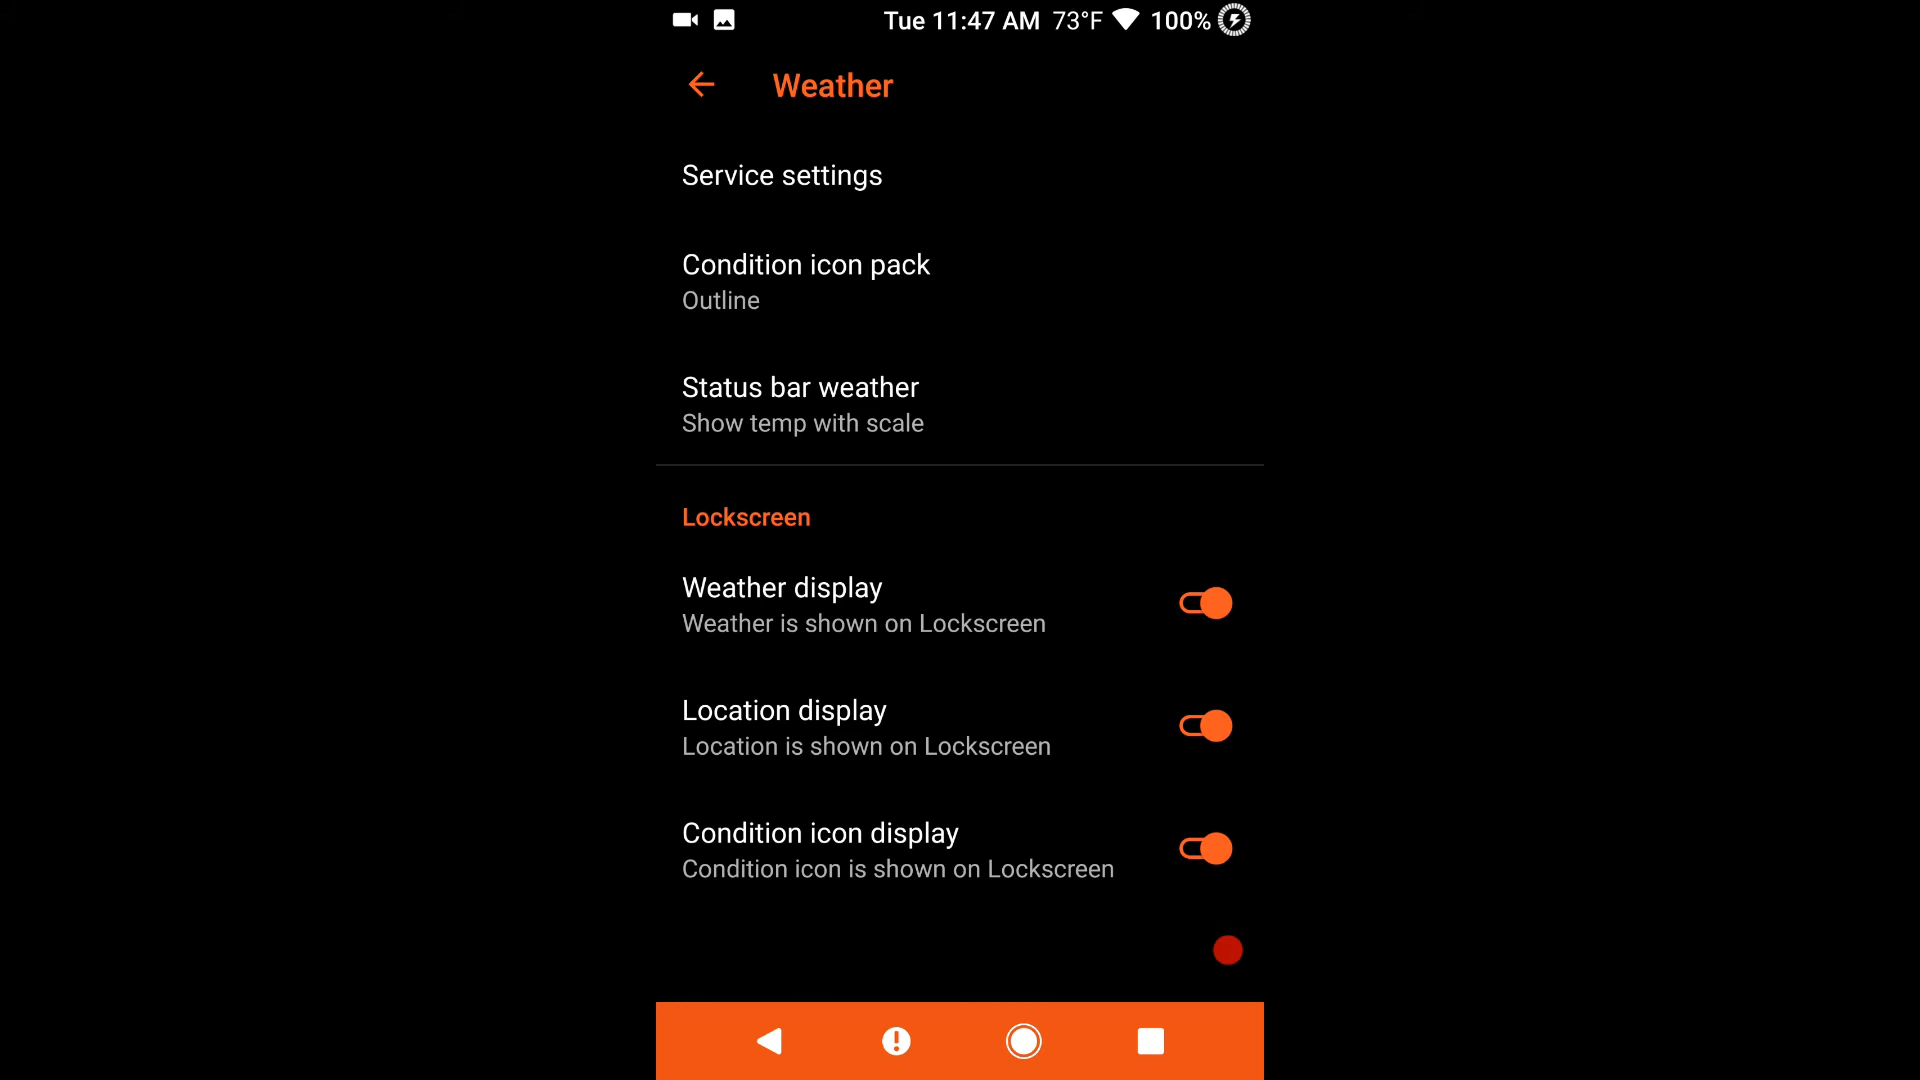 Tue 11:47 AM 73°F 100%
Weather
Service settings
Condition icon pack
Outline
Status bar weather
Show temp with scale
Lockscreen
Weather display
Weather is shown on Lockscreen
Location display
Location is shown on Lockscreen
Condition icon display
Condition icon is shown on Lockscreen